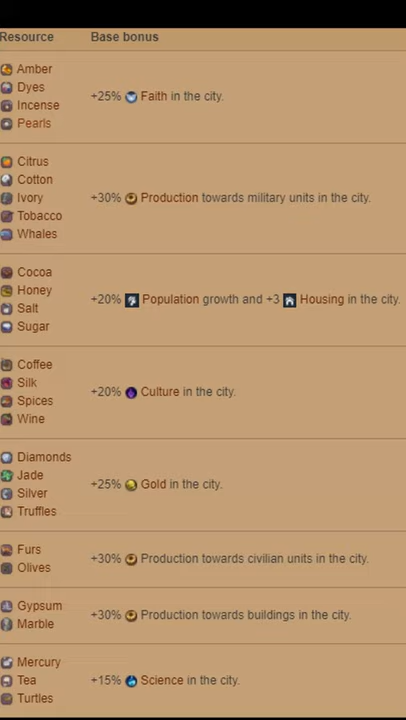 Resource Base bonus
Amber
Dyes
Incense
Pearls
+25% Faith in the city.
Citrus
Cotton
Ivory
Tobacco
Whales
+30% Production towards military units in the city.
Cocoa
Honey
Salt
Sugar
+20% Population growth and +3 Housing in the city.
Coffee
Silk
Spices
Wine
+20% Culture in the city.
Diamonds
Jade
Silver
Truffles
+25% Gold in the city.
Furs
Olives
+30% Production towards civilian units in the city.
Gypsum
Marble
+30% Production towards buildings in the city.
Mercury
Tea
Turtles
+15% Science in the city.